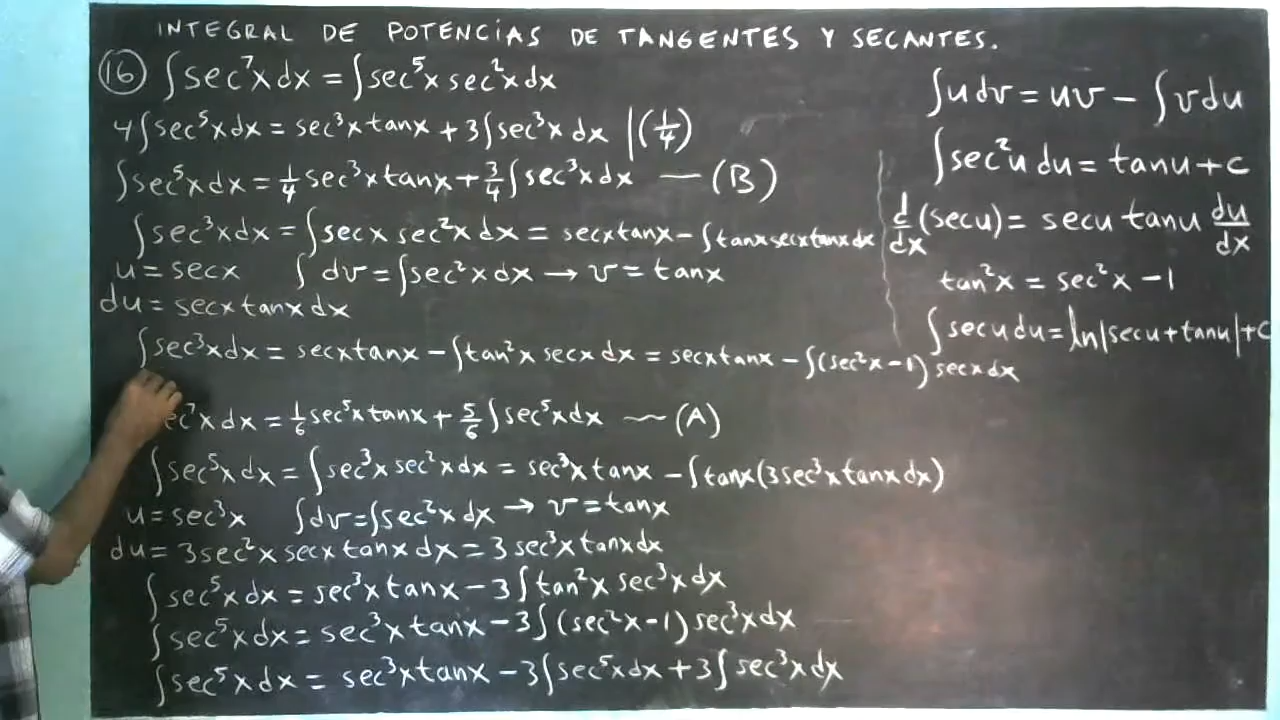 INTEGRAL DE POTENCIAS DE TANGENTES Y SECANTES.
16 ∫sec⁷x dx = ∫sec⁵x sec²x dx
4∫sec⁵x dx = sec³x tanx + 3∫sec³x dx |(1/4)
∫sec⁵x dx = 1/4 sec³x tanx + 3/4 ∫sec³x dx — (B)
∫sec³x dx = ∫secx sec²x dx = secx tanx - ∫tanx secx tanx dx
u = secx ∫dv = ∫sec²x dx → v = tanx
du = secx tanx dx
∫sec³x dx = secx tanx - ∫tan²x secx dx = secx tanx - ∫(sec²x - 1) secx dx
ec⁷x dx = 1/6 sec⁵x tanx + 5/6 ∫sec⁵x dx — (A)
∫sec⁵x dx = ∫sec³x sec²x dx = sec³x tanx - ∫tanx(3sec³x tanx dx)
u = sec³x ∫dv = ∫sec²x dx → v = tanx
du = 3sec²x secx tanx dx = 3 sec³x tanx dx
∫sec⁵x dx = sec³x tanx - 3∫tan²x sec³x dx
∫sec⁵x dx = sec³x tanx - 3∫(sec²x - 1) sec³x dx
∫sec⁵x dx = sec³x tanx - 3∫sec⁵x dx + 3∫sec³x dx
∫u dv = uv - ∫v du
∫sec²u du = tanu + c
d/dx (secu) = secu tanu du/dx
tan²x = sec²x - 1
∫secu du = ln|secu + tanu| + c